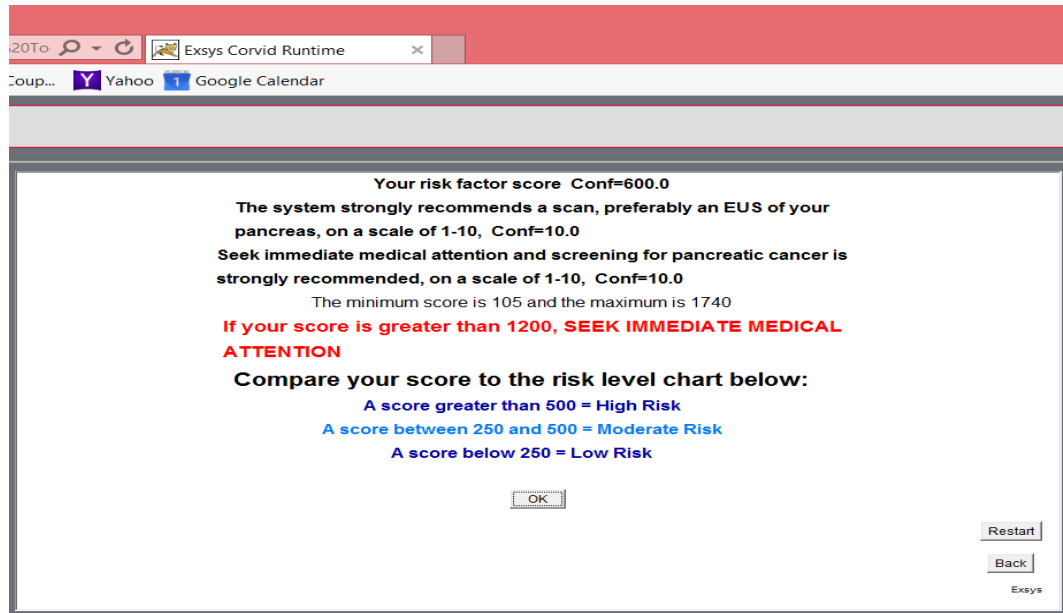 20To
Exsys Corvid Runtime
Coup... Yahoo 1 Google Calendar
Your risk factor score Conf=600.0
The system strongly recommends a scan, preferably an EUS of your
pancreas, on a scale of 1-10, Conf=10.0
Seek immediate medical attention and screening for pancreatic cancer is
strongly recommended, on a scale of 1-10, Conf=10.0
The minimum score is 105 and the maximum is 1740
If your score is greater than 1200, SEEK IMMEDIATE MEDICAL
ATTENTION
Compare your score to the risk level chart below:
A score greater than 500 = High Risk
A score between 250 and 500 = Moderate Risk
A score below 250 = Low Risk
OK
Restart
Back
Exsys